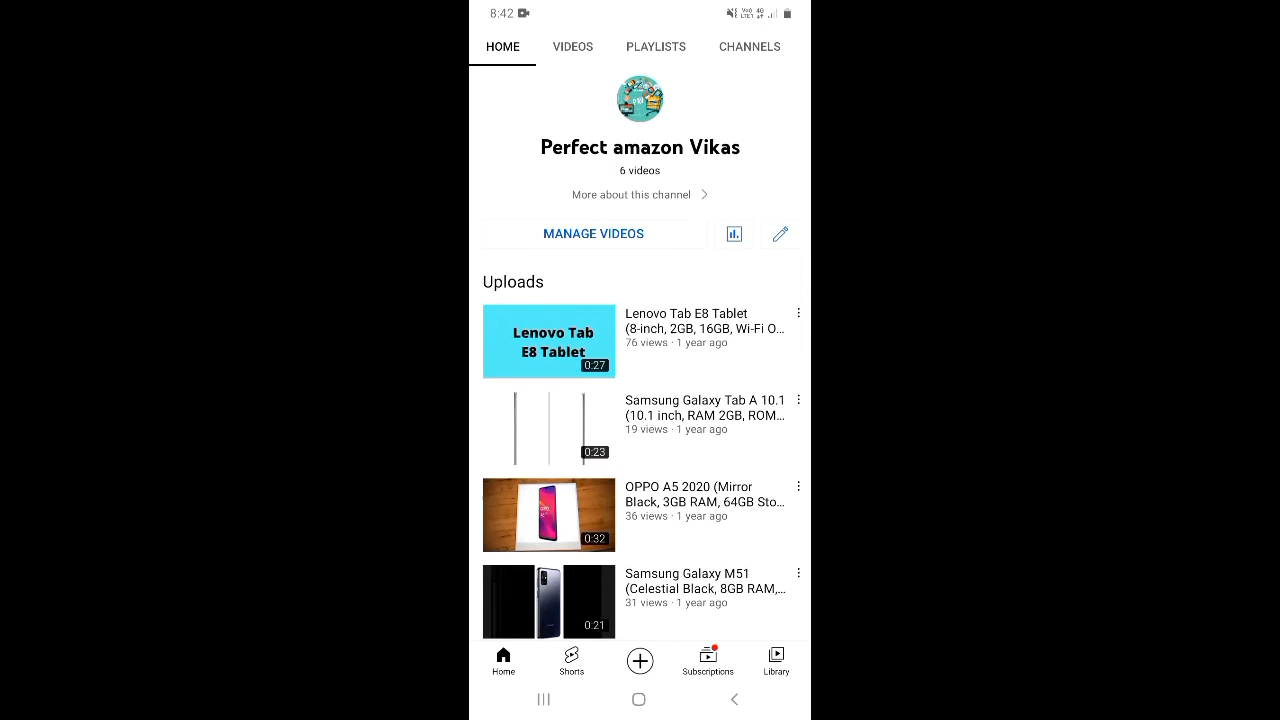 8:42
HOME VIDEOS PLAYLISTS CHANNELS
Perfect amazon Vikas
6 videos
More about this channel
MANAGE VIDEOS
Uploads
Lenovo Tab
E8 Tablet
0:27
Lenovo Tab E8 Tablet
(8-inch, 2GB, 16GB, Wi-Fi O...
76 views · 1 year ago
0:23
Samsung Galaxy Tab A 10.1
(10.1 inch, RAM 2GB, ROM...
19 views · 1 year ago
0:32
OPPO A5 2020 (Mirror
Black, 3GB RAM, 64GB Sto...
36 views · 1 year ago
0:21
Samsung Galaxy M51
(Celestial Black, 8GB RAM,...
31 views · 1 year ago
Home Shorts Subscriptions Library